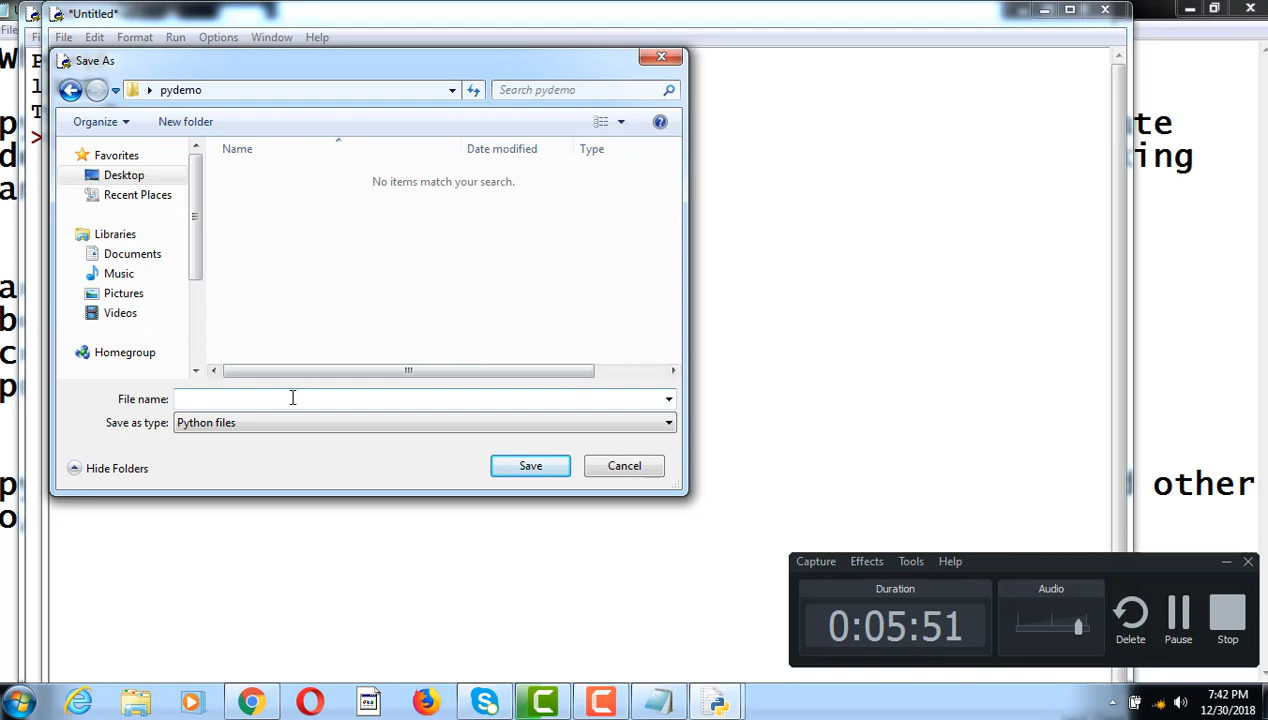 *Untitled*
File Edit Format Run Options Window Help
Save As
pydemo
Search pydemo
Organize New folder
Name Date modified Type
No items match your search.
Favorites
Desktop
Recent Places
Libraries
Documents
Music
Pictures
Videos
Homegroup
File name:
Save as type: Python files
Hide Folders Save Cancel
te
ing
other
Capture Effects Tools Help
Duration Audio
0:05:51
Delete Pause Stop
7:42 PM
12/30/2018